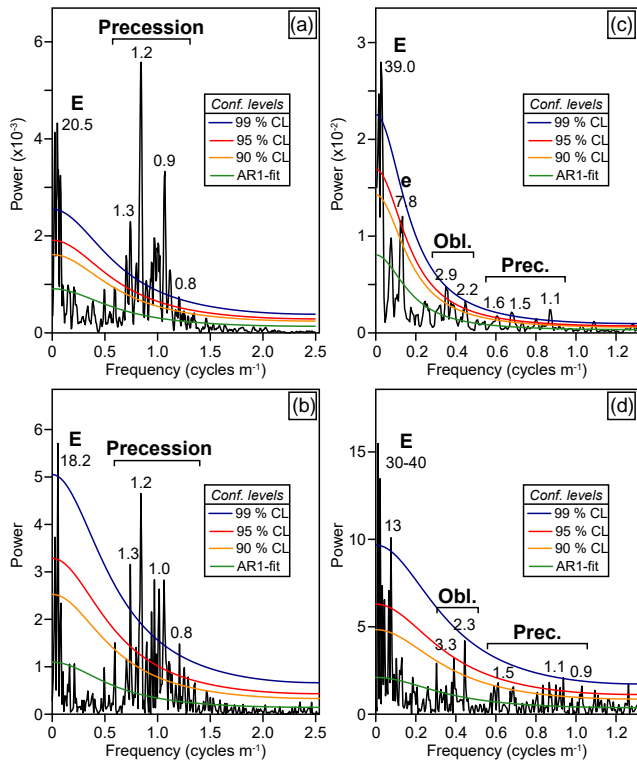 (a)
Precession
1.2
E
20.5
0.9
1.3
0.8
Conf. levels
99 % CL
95 % CL
90 % CL
AR1-fit
Power (x10-3)
6
4
2
0
0 0.5 1.0 1.5 2.0 2.5
Frequency (cycles m-1)
(c)
E
39.0
e
7.8
Obl.
2.9
2.2
Prec.
1.6
1.5
1.1
Conf. levels
99 % CL
95 % CL
90 % CL
AR1-fit
Power (x10-2)
3
2
1
0
0 0.2 0.4 0.6 0.8 1.0 1.2
Frequency (cycles m-1)
(b)
E
18.2
Precession
1.2
1.3
1.0
0.8
Conf. levels
99 % CL
95 % CL
90 % CL
AR1-fit
Power
6
5
4
3
2
1
0
0 0.5 1.0 1.5 2.0 2.5
Frequency (cycles m-1)
(d)
E
30-40
13
Obl.
2.3
3.3
Prec.
1.5
1.1
0.9
Conf. levels
99 % CL
95 % CL
90 % CL
AR1-fit
Power
15
10
5
0
0 0.2 0.4 0.6 0.8 1.0 1.2
Frequency (cycles m-1)